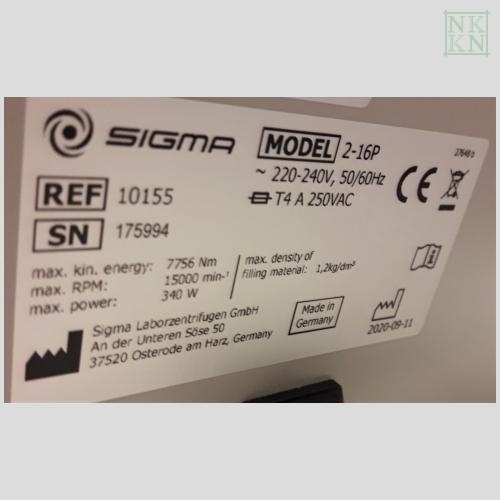 NK
KN
SIGMA
MODEL 2-16P
27648 b
REF 10155
~ 220-240V, 50/60Hz
SN 175994
T4 A 250VAC
CE
max. kin. energy: 7756 Nm
max. RPM: 15000 min⁻¹
max. power: 340 W
max. density of
filling material: 1,2kg/dm³
Sigma Laborzentrifugen GmbH
An der Unteren Söse 50
37520 Osterode am Harz, Germany
Made in
Germany
2020-09-11